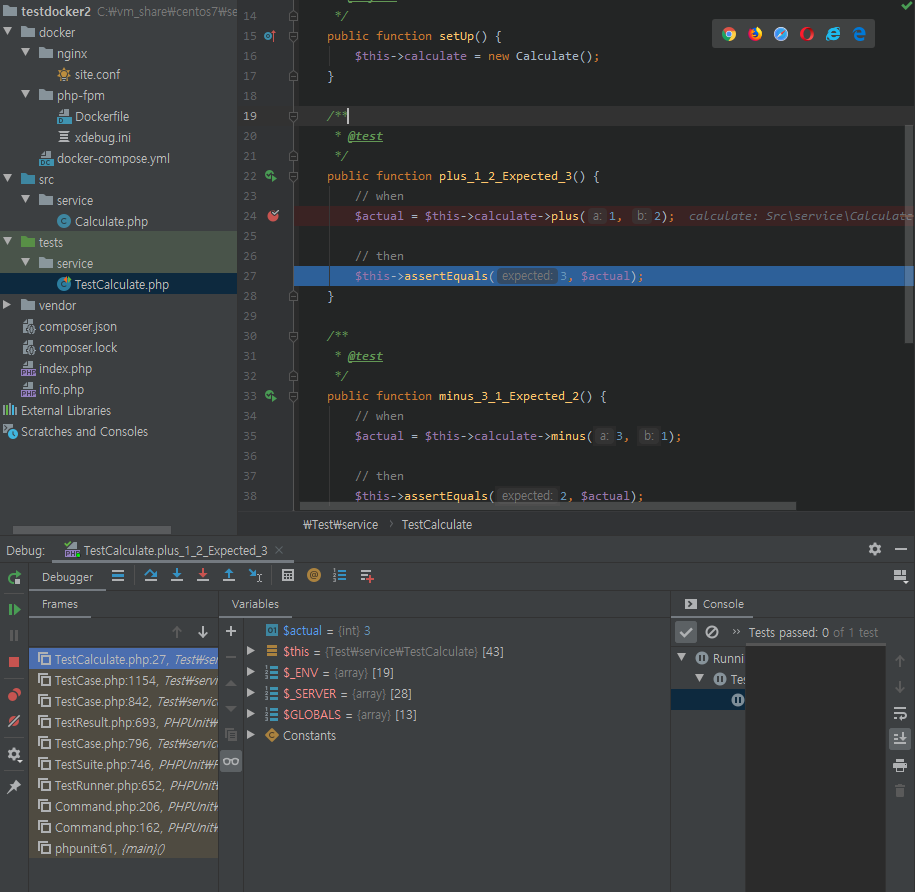 testdocker2 C:₩vm_share₩centos7₩se
docker
nginx
site.conf
php-fpm
Dockerfile
xdebug.ini
docker-compose.yml
src
service
Calculate.php
tests
service
TestCalculate.php
vendor
composer.json
composer.lock
index.php
info.php
External Libraries
Scratches and Consoles
14 */
15 public function setUp() {
16 $this->calculate = new Calculate();
17 }
18
19 /**
20 * @test
21 */
22 public function plus_1_2_Expected_3() {
23 // when
24 $actual = $this->calculate->plus( a: 1, b: 2); calculate: Src\service\Calculate
25
26 // then
27 $this->assertEquals( expected: 3, $actual);
28 }
29
30 /**
31 * @test
32 */
33 public function minus_3_1_Expected_2() {
34 // when
35 $actual = $this->calculate->minus( a: 3, b: 1);
36
37 // then
38 $this->assertEquals( expected: 2, $actual);
₩Test₩service › TestCalculate
Debug: TestCalculate.plus_1_2_Expected_3
Debugger
Frames
TestCalculate.php:27, Test₩ser
TestCase.php:1154, Test₩servi
TestCase.php:842, Test₩servic
TestResult.php:693, PHPUnit₩
TestCase.php:796, Test₩servic
TestSuite.php:746, PHPUnit₩F
TestRunner.php:652, PHPUnit₩
Command.php:206, PHPUnit₩
Command.php:162, PHPUnit₩
phpunit:61, {main}()
Variables
$actual = {int} 3
$this = {Test₩service₩TestCalculate} [43]
$_ENV = {array} [19]
$_SERVER = {array} [28]
$GLOBALS = {array} [13]
Constants
Console
» Tests passed: 0 of 1 test
Runni
Tes